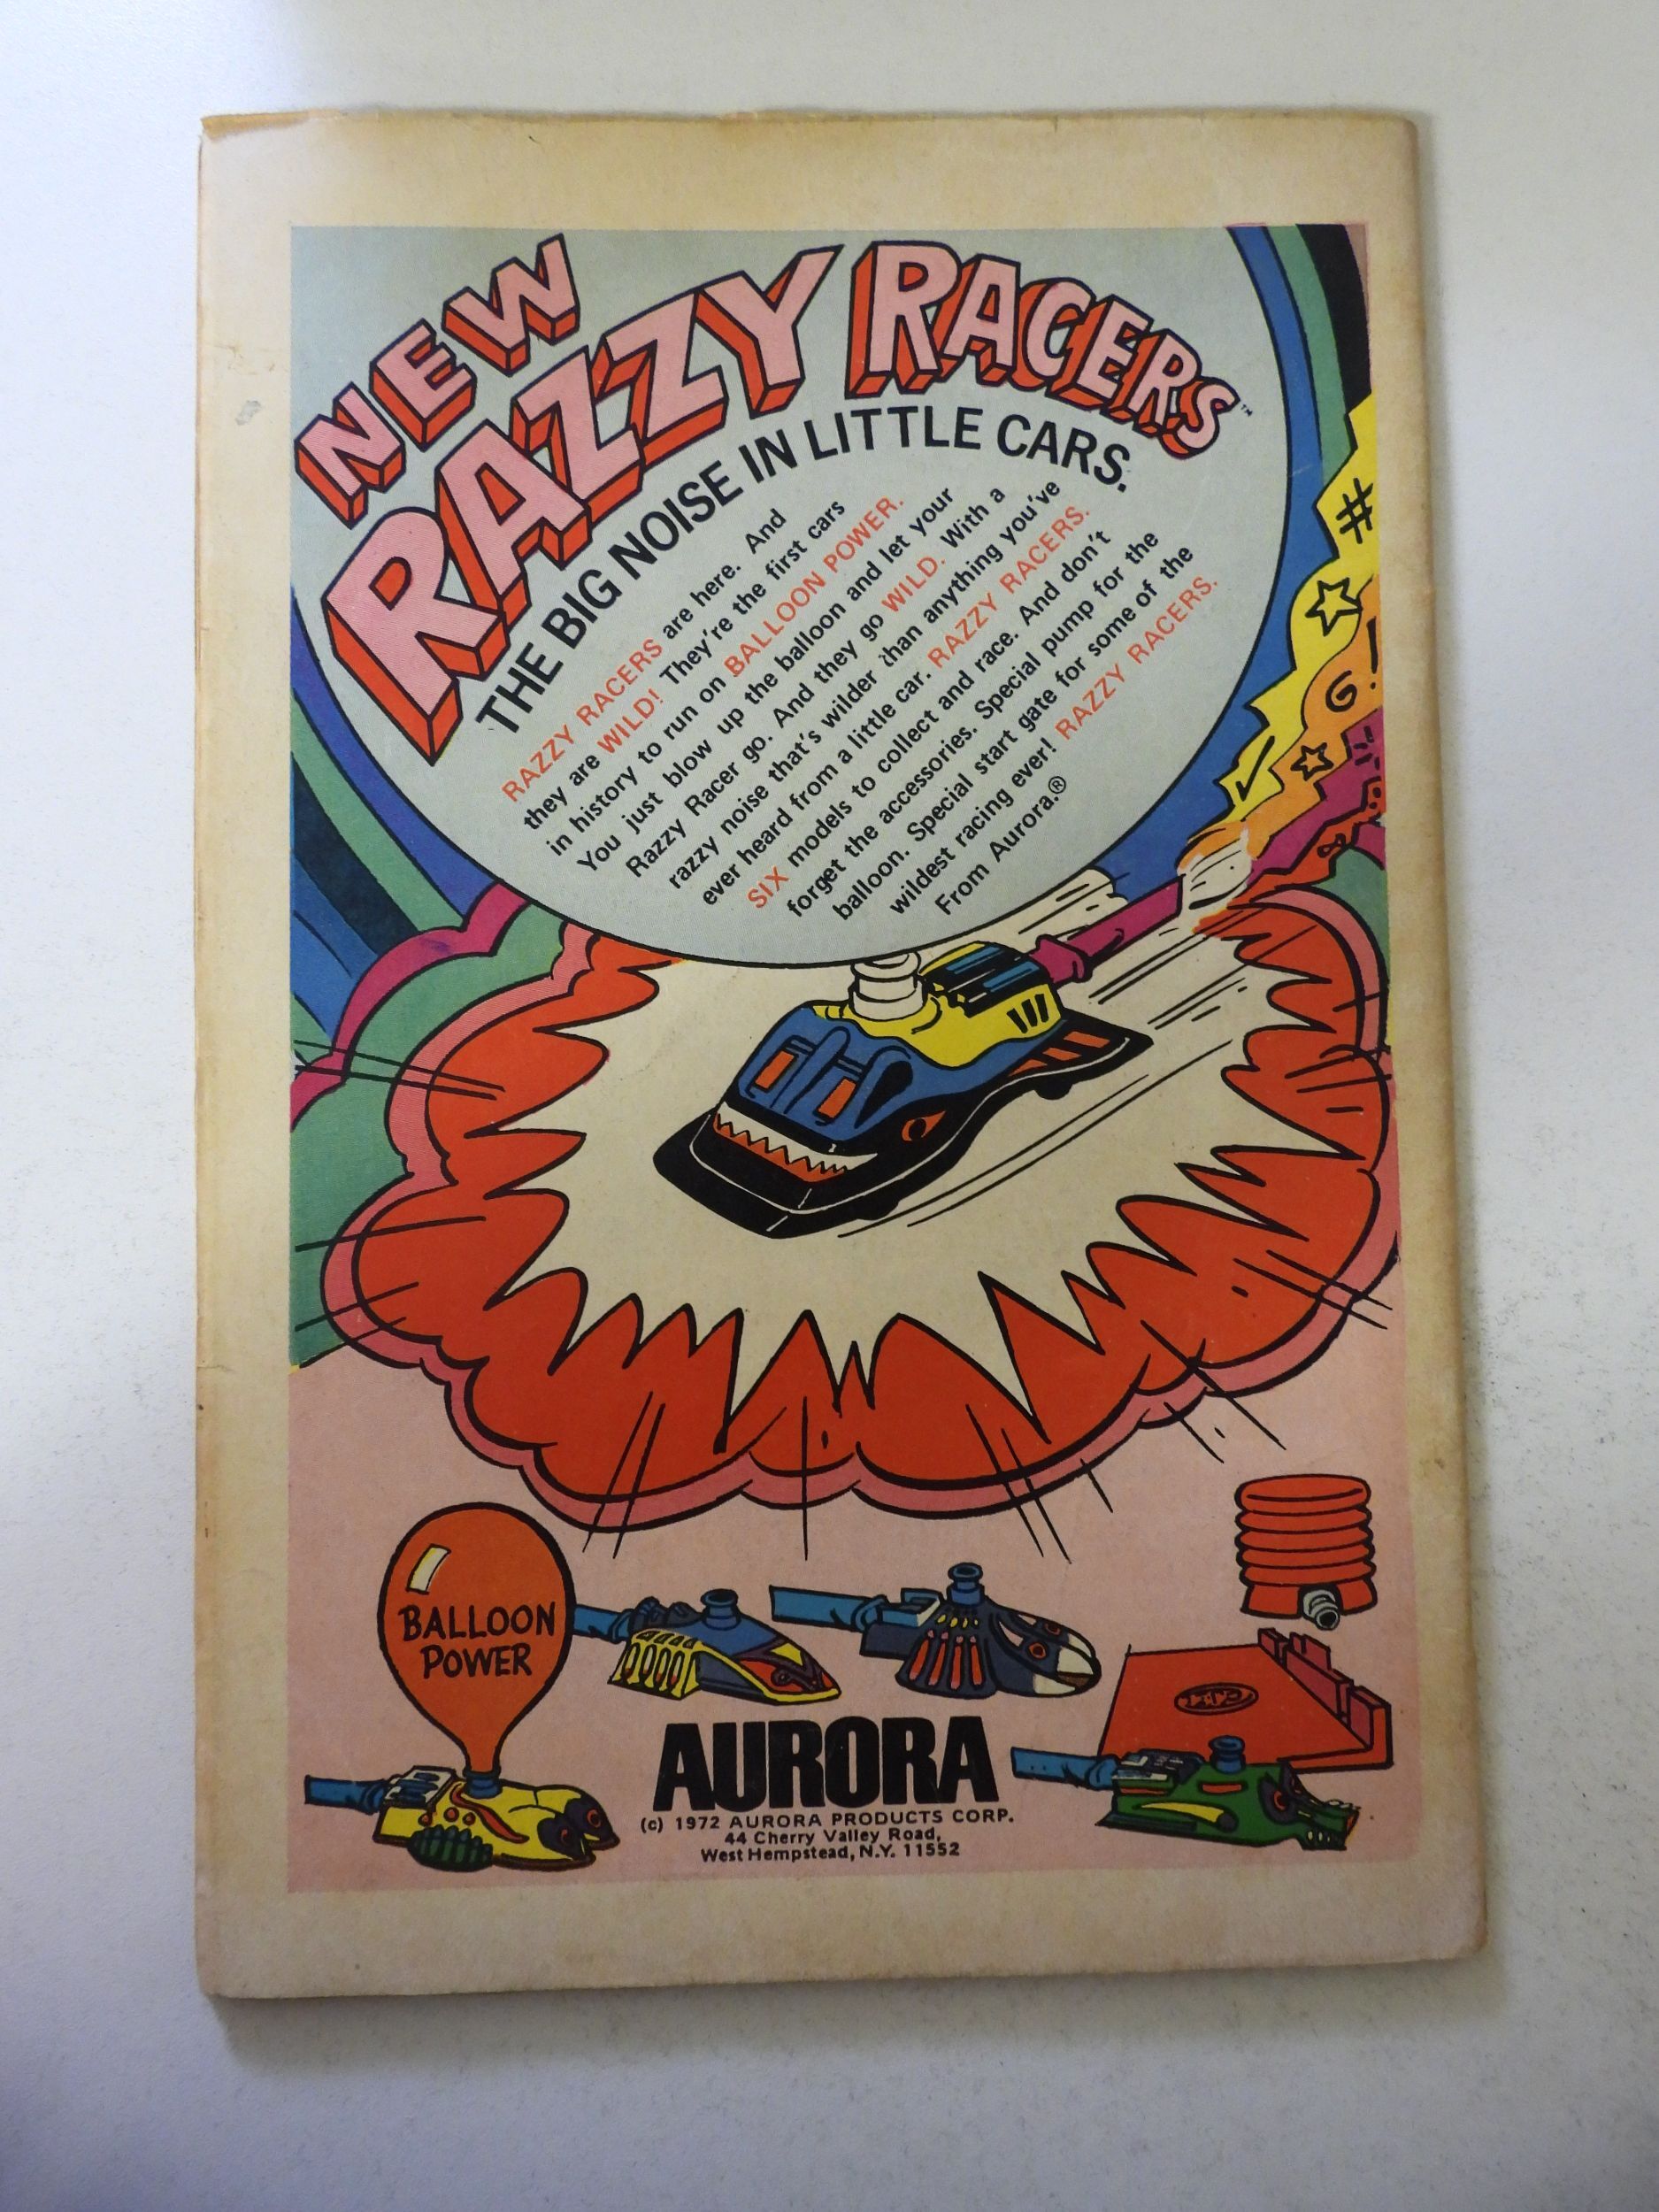 NEW
RAZZY RACERS™
THE BIG NOISE IN LITTLE CARS.
RAZZY RACERS are here. And
they are WILD! They're the first cars
in history to run on BALLOON POWER.
You just blow up the balloon and let your
Razzy Racer go. And they go WILD. With a
razzy noise that's wilder than anything you've
ever heard from a little car. RAZZY RACERS.
SIX models to collect and race. And don't
forget the accessories. Special pump for the
balloon. Special start gate for some of the
wildest racing ever! RAZZY RACERS.
From Aurora.®
#
!
G!
BALLOON
POWER
AURORA
(c) 1972 AURORA PRODUCTS CORP.
44 Cherry Valley Road,
West Hempstead, N.Y. 11552